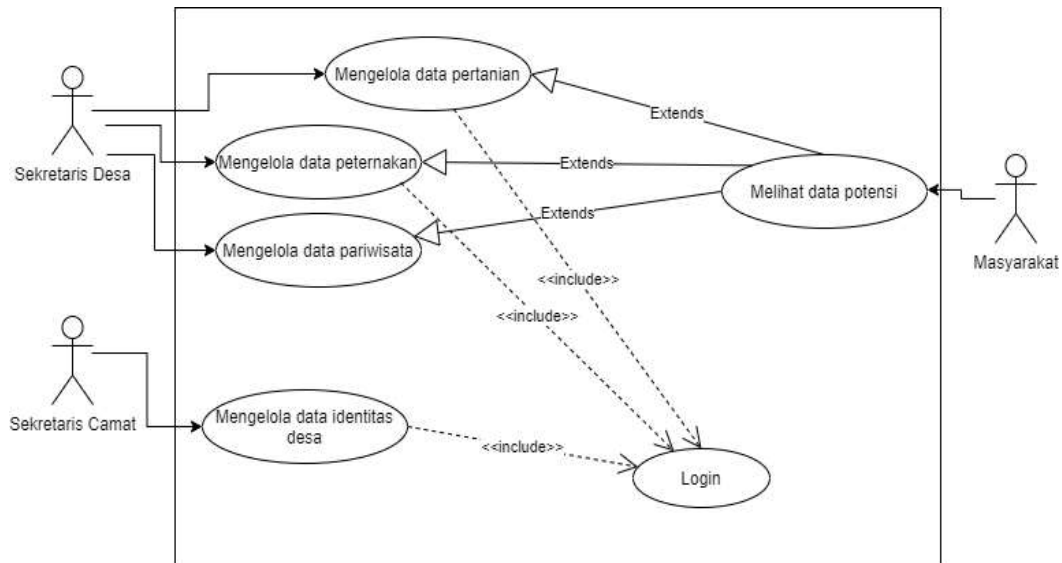 Mengelola data pertanian
Extends
Sekretaris Desa
Mengelola data peternakan
Extends
Melihat data potensi
Extends
Mengelola data pariwisata
Masyarakat
<<include>>
<<include>>
Sekretaris Camat
Mengelola data identitas
desa
<<include>>
Login